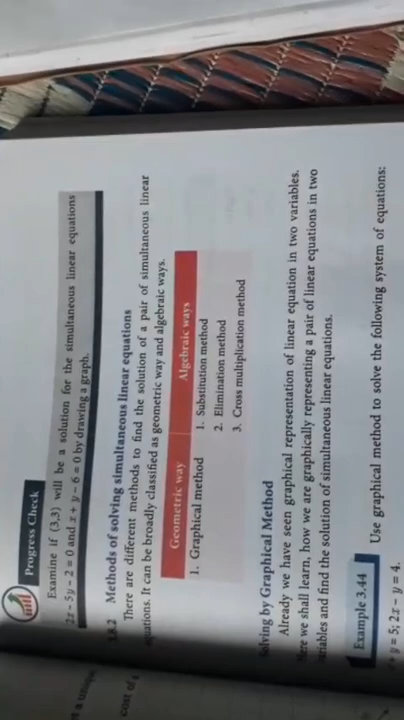 Progress Check
Examine if (3,3) will be a solution for the simultaneous linear equations
2x – 5y – 2 = 0 and x + y – 6 = 0 by drawing a graph.
3.8.2 Methods of solving simultaneous linear equations
There are different methods to find the solution of a pair of simultaneous linear
equations. It can be broadly classified as geometric way and algebraic ways.
Geometric way Algebraic ways
1. Graphical method 1. Substitution method
2. Elimination method
3. Cross multiplication method
Solving by Graphical Method
Already we have seen graphical representation of linear equation in two variables.
Here we shall learn, how we are graphically representing a pair of linear equations in two
variables and find the solution of simultaneous linear equations.
Example 3.44 Use graphical method to solve the following system of equations:
x + y = 5; 2x – y = 4.
cost of